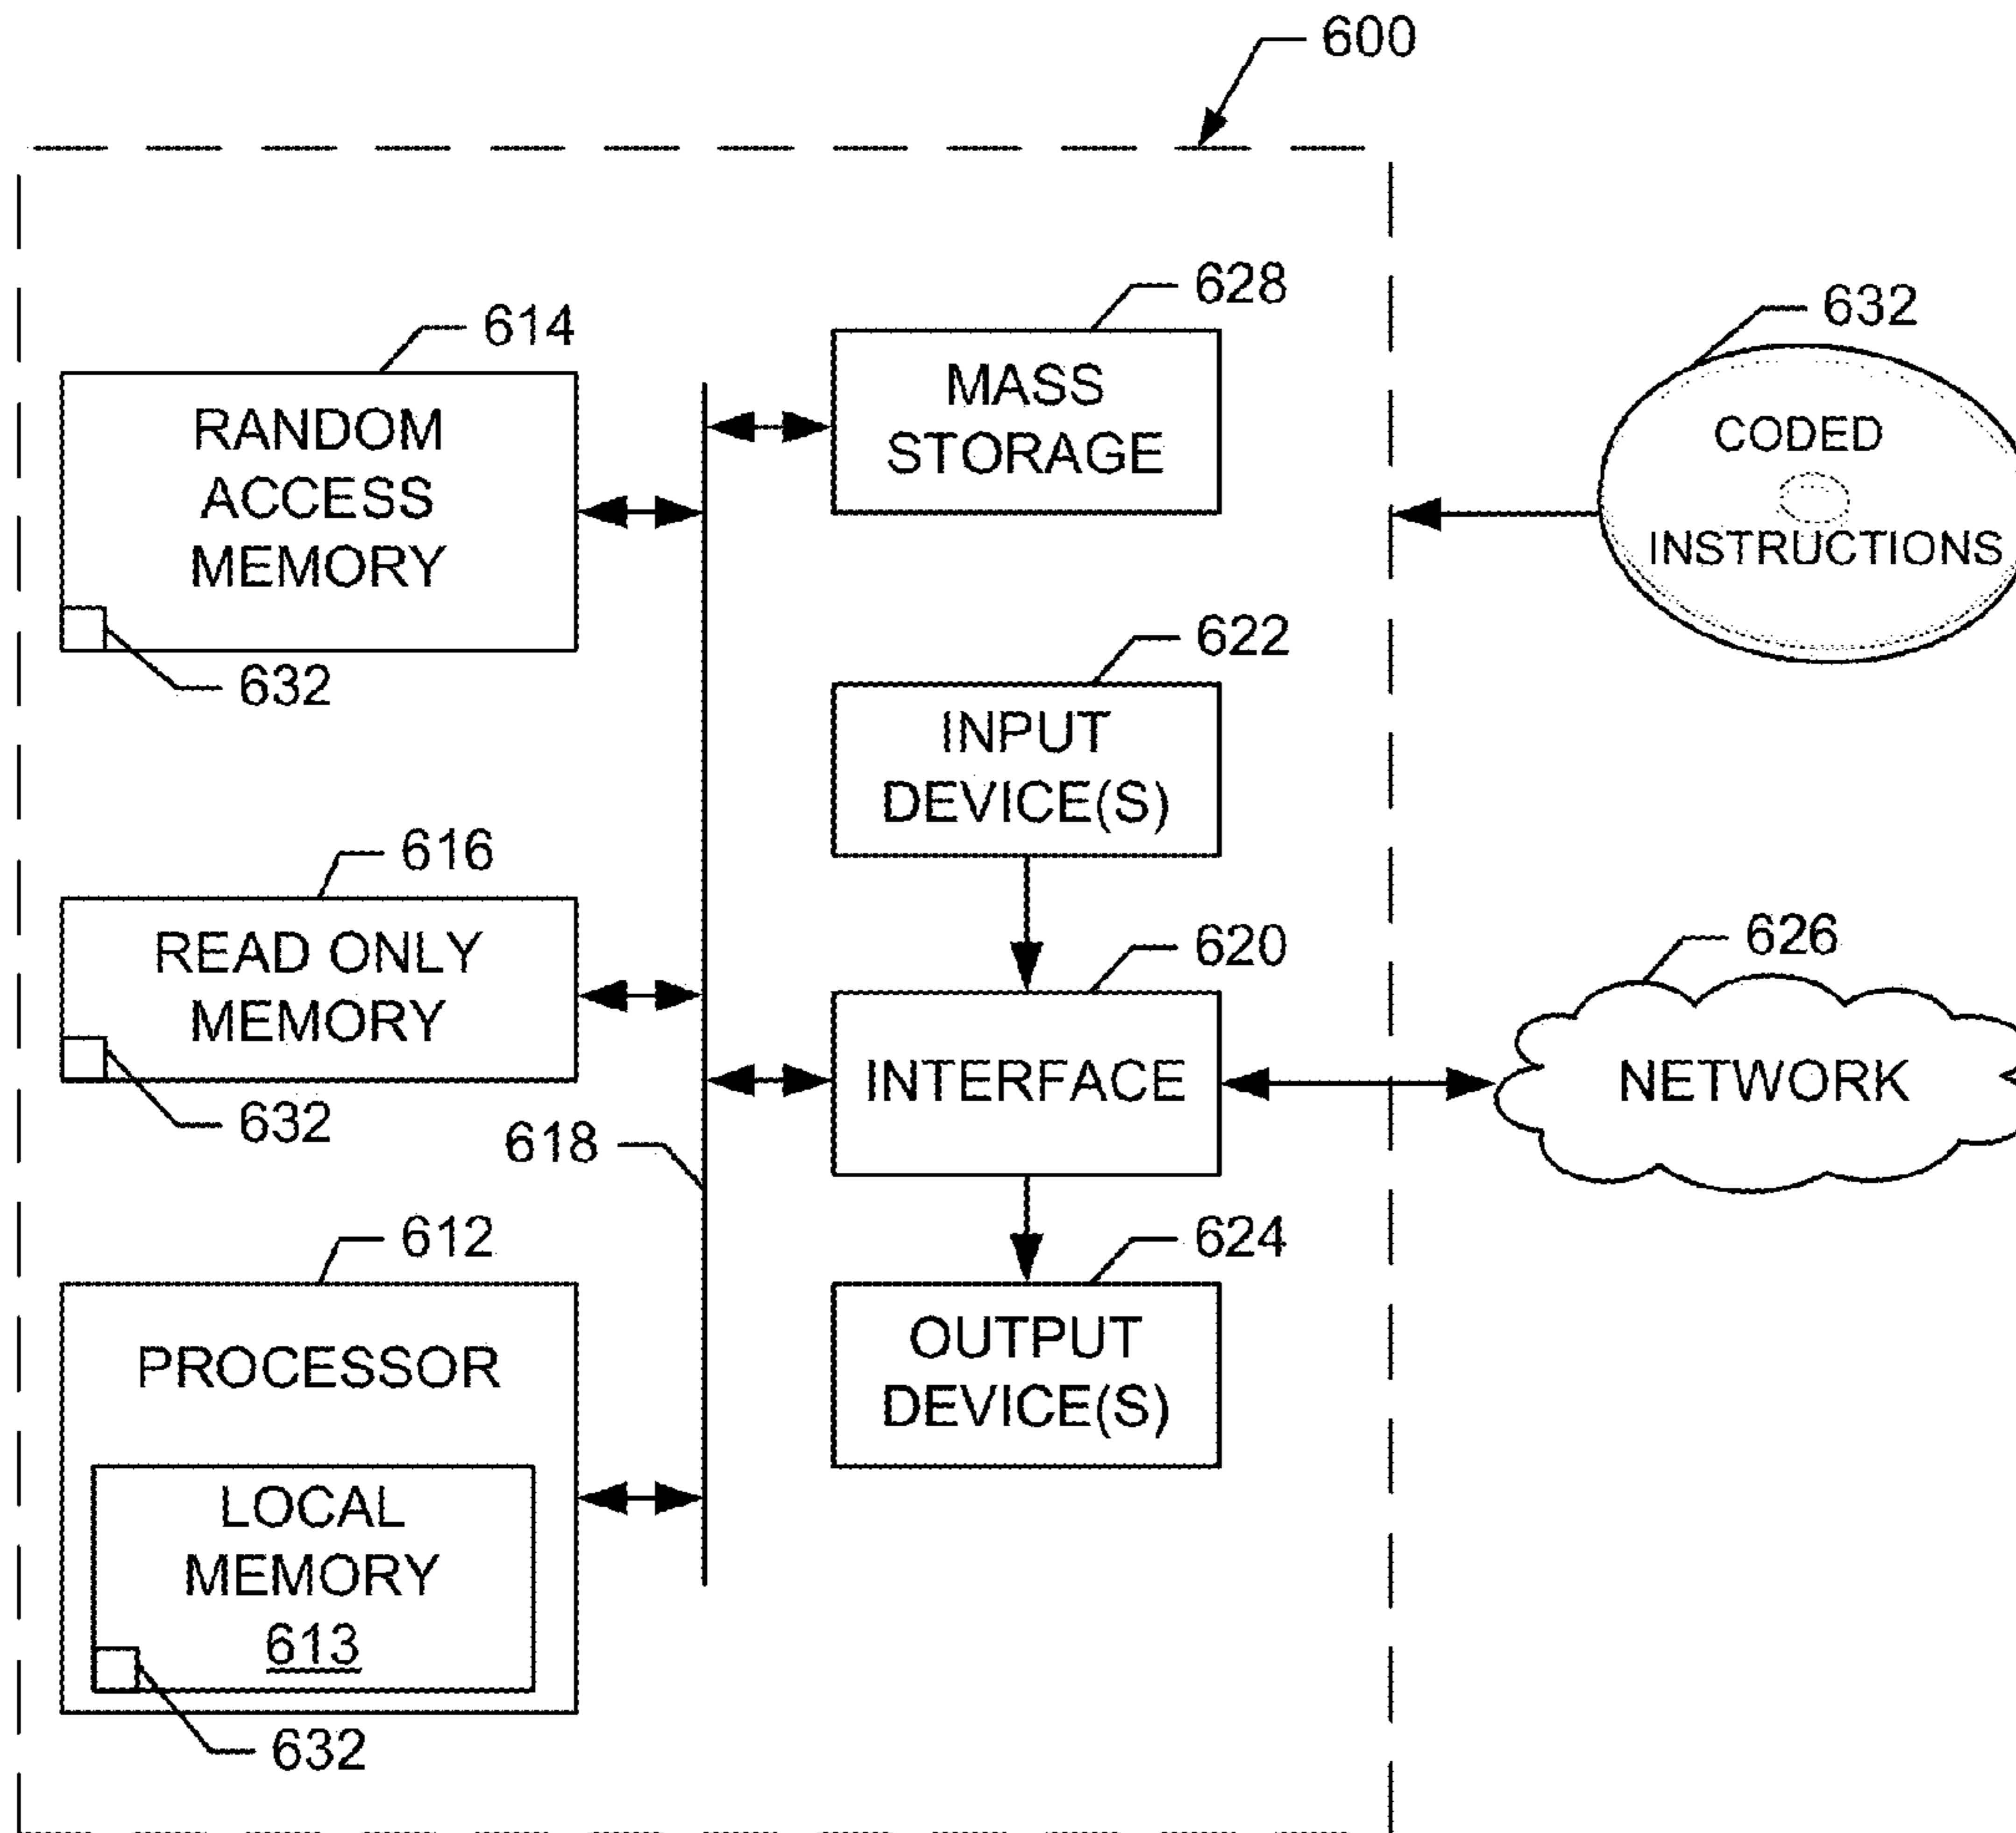 600
628
MASS
STORAGE
614
RANDOM
ACCESS
MEMORY
632
632
CODED
INSTRUCTIONS
622
INPUT
DEVICE(S)
616
READ ONLY
MEMORY
632
620
INTERFACE
626
NETWORK
618
612
PROCESSOR
LOCAL
MEMORY
613
632
624
OUTPUT
DEVICE(S)